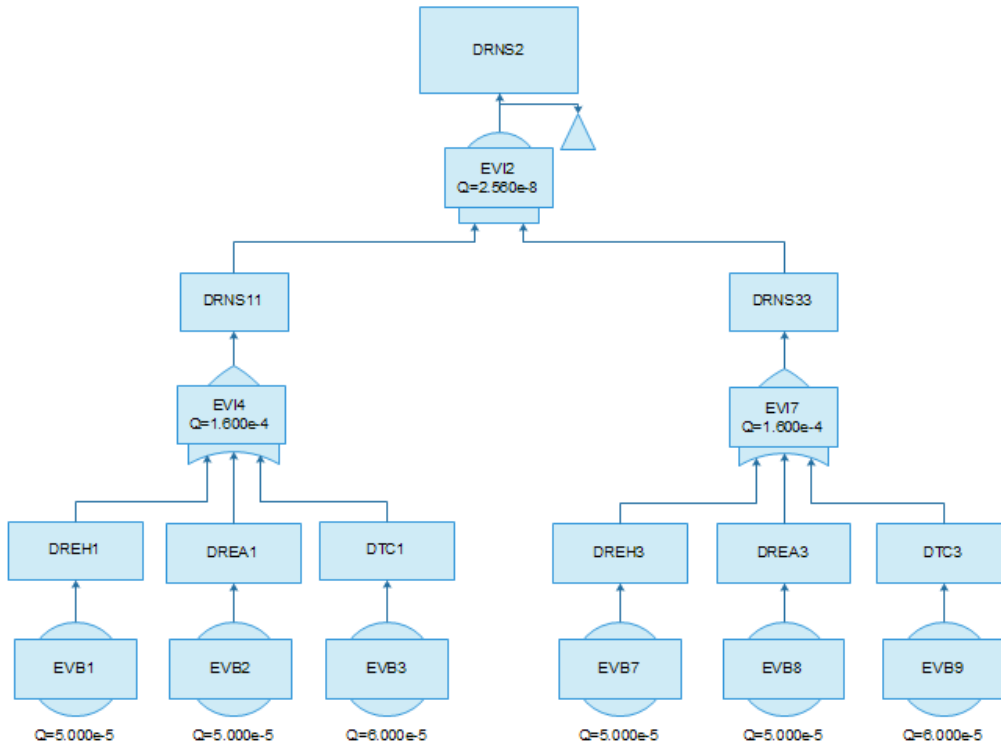 DRNS2
EVI2
Q=2.560e-8
DRNS11
DRNS33
EVI4
Q=1.600e-4
EVI7
Q=1.600e-4
DREH1
DREA1
DTC1
DREH3
DREA3
DTC3
EVB1
EVB2
EVB3
EVB7
EVB8
EVB9
Q=5.000e-5
Q=5.000e-5
Q=6.000e-5
Q=5.000e-5
Q=5.000e-5
Q=6.000e-5